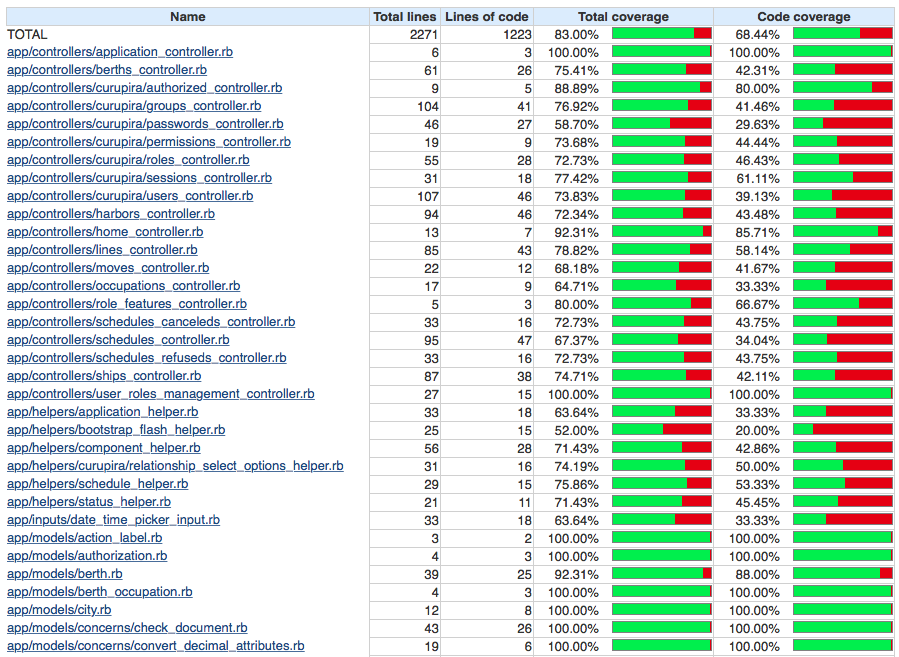 Name Total lines Lines of code Total coverage Code coverage
TOTAL 2271 1223 83.00% 68.44%
app/controllers/application_controller.rb 6 3 100.00% 100.00%
app/controllers/berths_controller.rb 61 26 75.41% 42.31%
app/controllers/curupira/authorized_controller.rb 9 5 88.89% 80.00%
app/controllers/curupira/groups_controller.rb 104 41 76.92% 41.46%
app/controllers/curupira/passwords_controller.rb 46 27 58.70% 29.63%
app/controllers/curupira/permissions_controller.rb 19 9 73.68% 44.44%
app/controllers/curupira/roles_controller.rb 55 28 72.73% 46.43%
app/controllers/curupira/sessions_controller.rb 31 18 77.42% 61.11%
app/controllers/curupira/users_controller.rb 107 46 73.83% 39.13%
app/controllers/harbors_controller.rb 94 46 72.34% 43.48%
app/controllers/home_controller.rb 13 7 92.31% 85.71%
app/controllers/lines_controller.rb 85 43 78.82% 58.14%
app/controllers/moves_controller.rb 22 12 68.18% 41.67%
app/controllers/occupations_controller.rb 17 9 64.71% 33.33%
app/controllers/role_features_controller.rb 5 3 80.00% 66.67%
app/controllers/schedules_canceleds_controller.rb 33 16 72.73% 43.75%
app/controllers/schedules_controller.rb 95 47 67.37% 34.04%
app/controllers/schedules_refuseds_controller.rb 33 16 72.73% 43.75%
app/controllers/ships_controller.rb 87 38 74.71% 42.11%
app/controllers/user_roles_management_controller.rb 27 15 100.00% 100.00%
app/helpers/application_helper.rb 33 18 63.64% 33.33%
app/helpers/bootstrap_flash_helper.rb 25 15 52.00% 20.00%
app/helpers/component_helper.rb 56 28 71.43% 42.86%
app/helpers/curupira/relationship_select_options_helper.rb 31 16 74.19% 50.00%
app/helpers/schedule_helper.rb 29 15 75.86% 53.33%
app/helpers/status_helper.rb 21 11 71.43% 45.45%
app/inputs/date_time_picker_input.rb 33 18 63.64% 33.33%
app/models/action_label.rb 3 2 100.00% 100.00%
app/models/authorization.rb 4 3 100.00% 100.00%
app/models/berth.rb 39 25 92.31% 88.00%
app/models/berth_occupation.rb 4 3 100.00% 100.00%
app/models/city.rb 12 8 100.00% 100.00%
app/models/concerns/check_document.rb 43 26 100.00% 100.00%
app/models/concerns/convert_decimal_attributes.rb 19 6 100.00% 100.00%